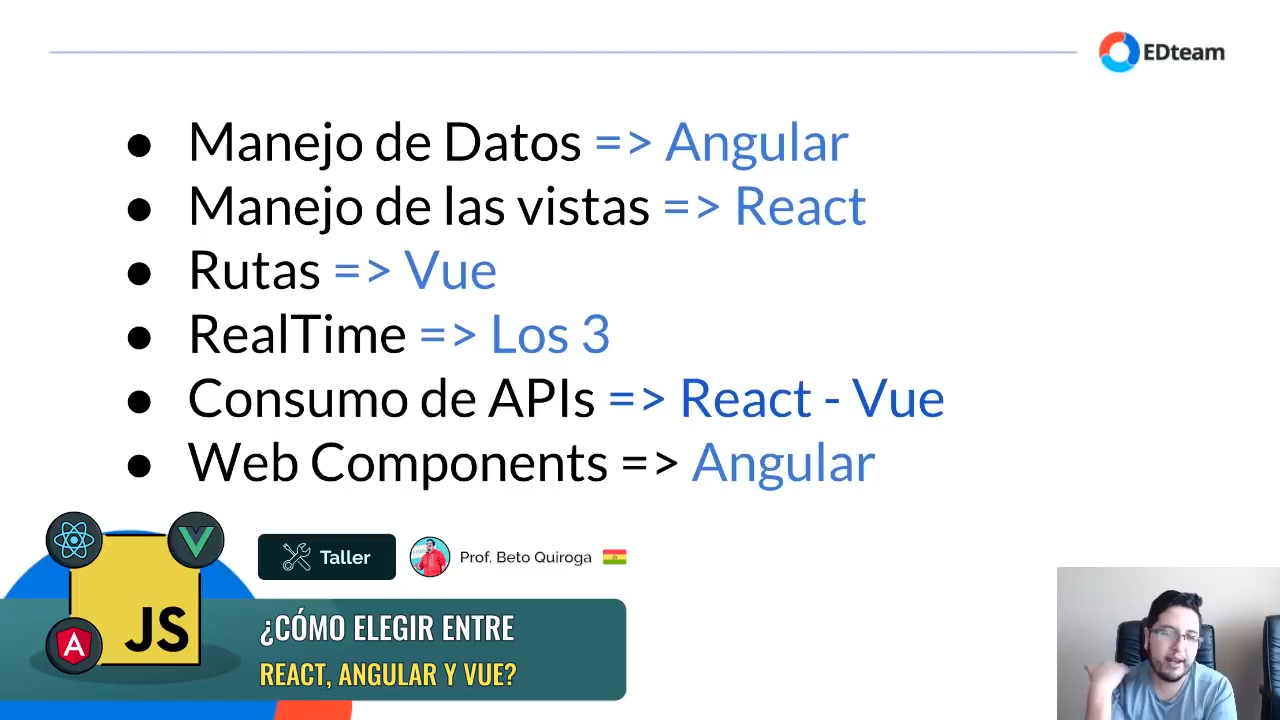 EDteam
● Manejo de Datos => Angular
● Manejo de las vistas => React
● Rutas => Vue
● RealTime => Los 3
● Consumo de APIs => React - Vue
● Web Components => Angular
Taller
Prof. Beto Quiroga
JS
A
¿CÓMO ELEGIR ENTRE
REACT, ANGULAR Y VUE?